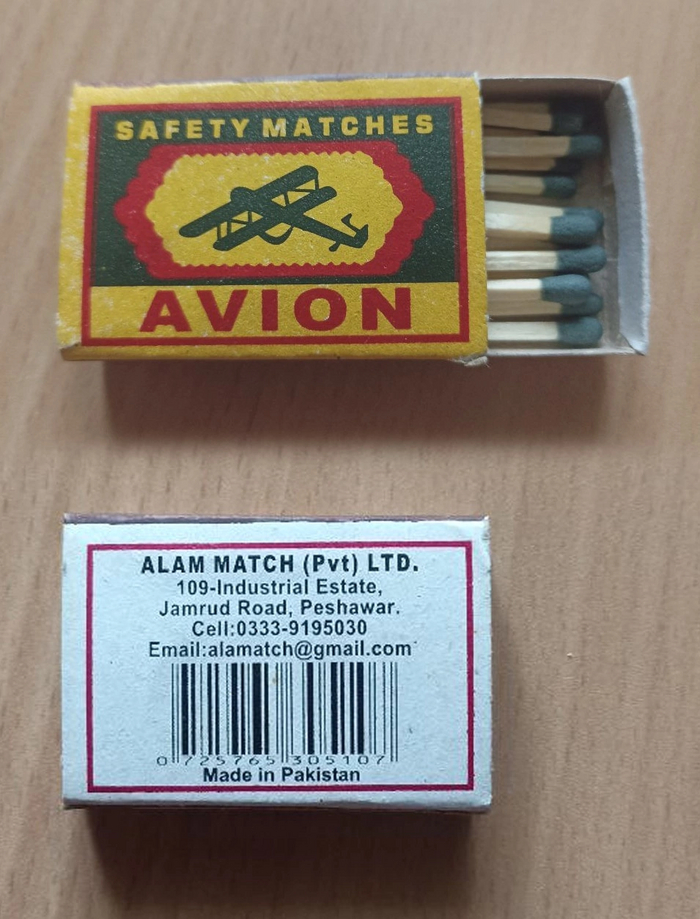 SAFETY MATCHES
AVION
ALAM MATCH (Pvt) LTD.
109-Industrial Estate,
Jamrud Road, Peshawar.
Cell:0333-9195030
Email:alamatch@gmail.com
0 725765 305107
Made in Pakistan